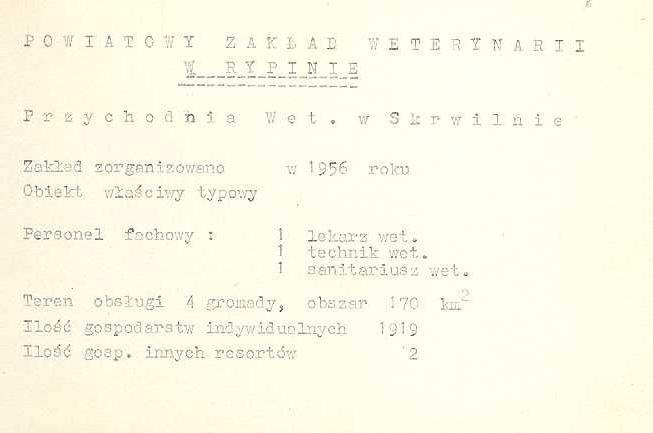 POWIATOWY ZAKŁAD WETERYNARII
W RYPINIE
Przychodnia Wet. w Skrwilnie
Zakład zorganizowano w 1956 roku
Obiekt właściwy typowy
Personel fachowy : 1 lekarz wet.
1 technik wet.
1 sanitariusz wet.
Teren obsługi 4 gromady, obszar 170 km²
Ilość gospodarstw indywidualnych 1919
Ilość gosp. innych resortów 2